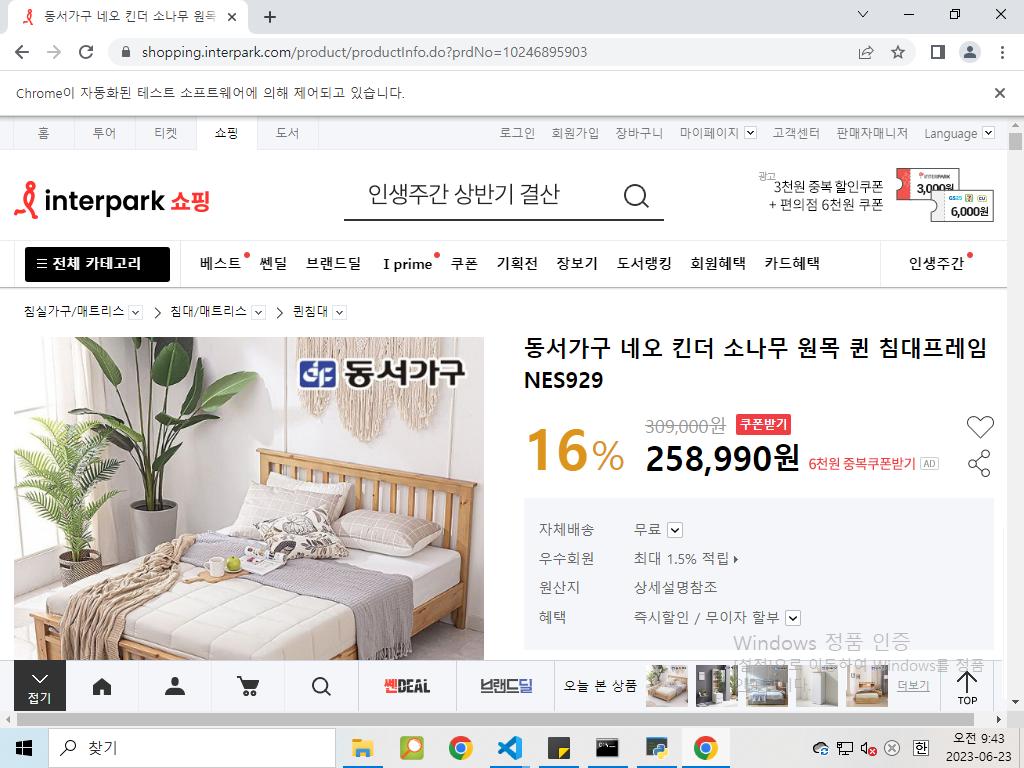 동서가구 네오 킨더 소나무 원목
shopping.interpark.com/product/productInfo.do?prdNo=10246895903
Chrome이 자동화된 테스트 소프트웨어에 의해 제어되고 있습니다.
홈 투어 티켓 쇼핑 도서 로그인 회원가입 장바구니 마이페이지 고객센터 판매자매니저 Language
interpark 쇼핑
인생주간 상반기 결산
광고
3천원 중복 할인쿠폰
+ 편의점 6천원 쿠폰
INTERPARK
3,000원
GS25 CU
6,000원
전체 카테고리 베스트 쎈딜 브랜드딜 I prime 쿠폰 기획전 장보기 도서랭킹 회원혜택 카드혜택 인생주간
침실가구/매트리스 침대/매트리스 퀸침대
동서가구
동서가구 네오 킨더 소나무 원목 퀸 침대프레임
NES929
16%
309,000원 쿠폰받기
258,990원 6천원 중복쿠폰받기 AD
자체배송 무료
우수회원 최대 1.5% 적립
원산지 상세설명참조
혜택 즉시할인 / 무이자 할부
Windows 정품 인증
[설정]으로 이동하여 Windows를 정품
접기
쎈DEAL
브랜드딜
오늘 본 상품
더보기
TOP
찾기
한
오전 9:43
2023-06-23